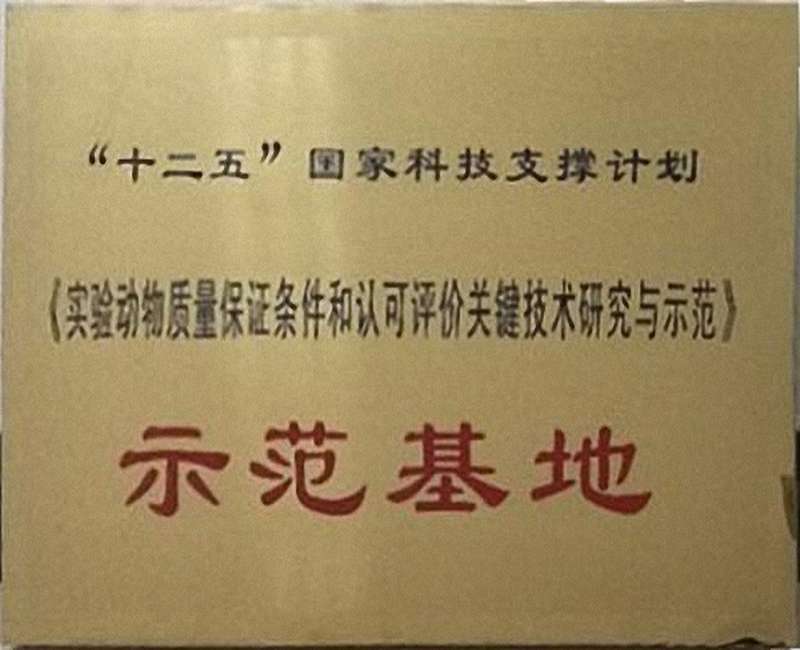 “十二五”国家科技支撑计划
《实验动物质量保证条件和认可评价关键技术研究与示范》
示范基地